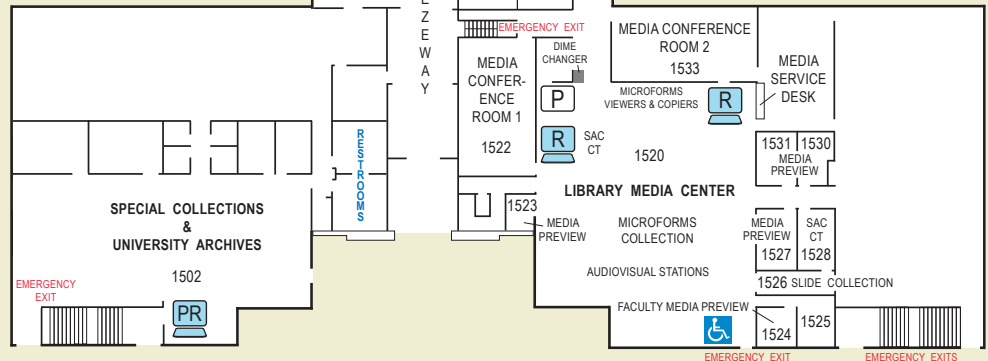 EZEWAY
EMERGENCY EXIT
DIME
CHANGER
MEDIA
CONFER-
ENCE
ROOM 1
1522
MEDIA CONFERENCE
ROOM 2
1533
MEDIA
SERVICE
DESK
P
MICROFORMS
VIEWERS & COPIERS
R
R
SAC
CT
1520
1531
1530
MEDIA
PREVIEW
RESTROOMS
LIBRARY MEDIA CENTER
1523
MEDIA
PREVIEW
MICROFORMS
COLLECTION
MEDIA
PREVIEW
1527
SAC
CT
1528
AUDIOVISUAL STATIONS
1526 SLIDE COLLECTION
FACULTY MEDIA PREVIEW
1524
1525
SPECIAL COLLECTIONS
&
UNIVERSITY ARCHIVES
1502
EMERGENCY
EXIT
PR
EMERGENCY EXIT
EMERGENCY EXITS